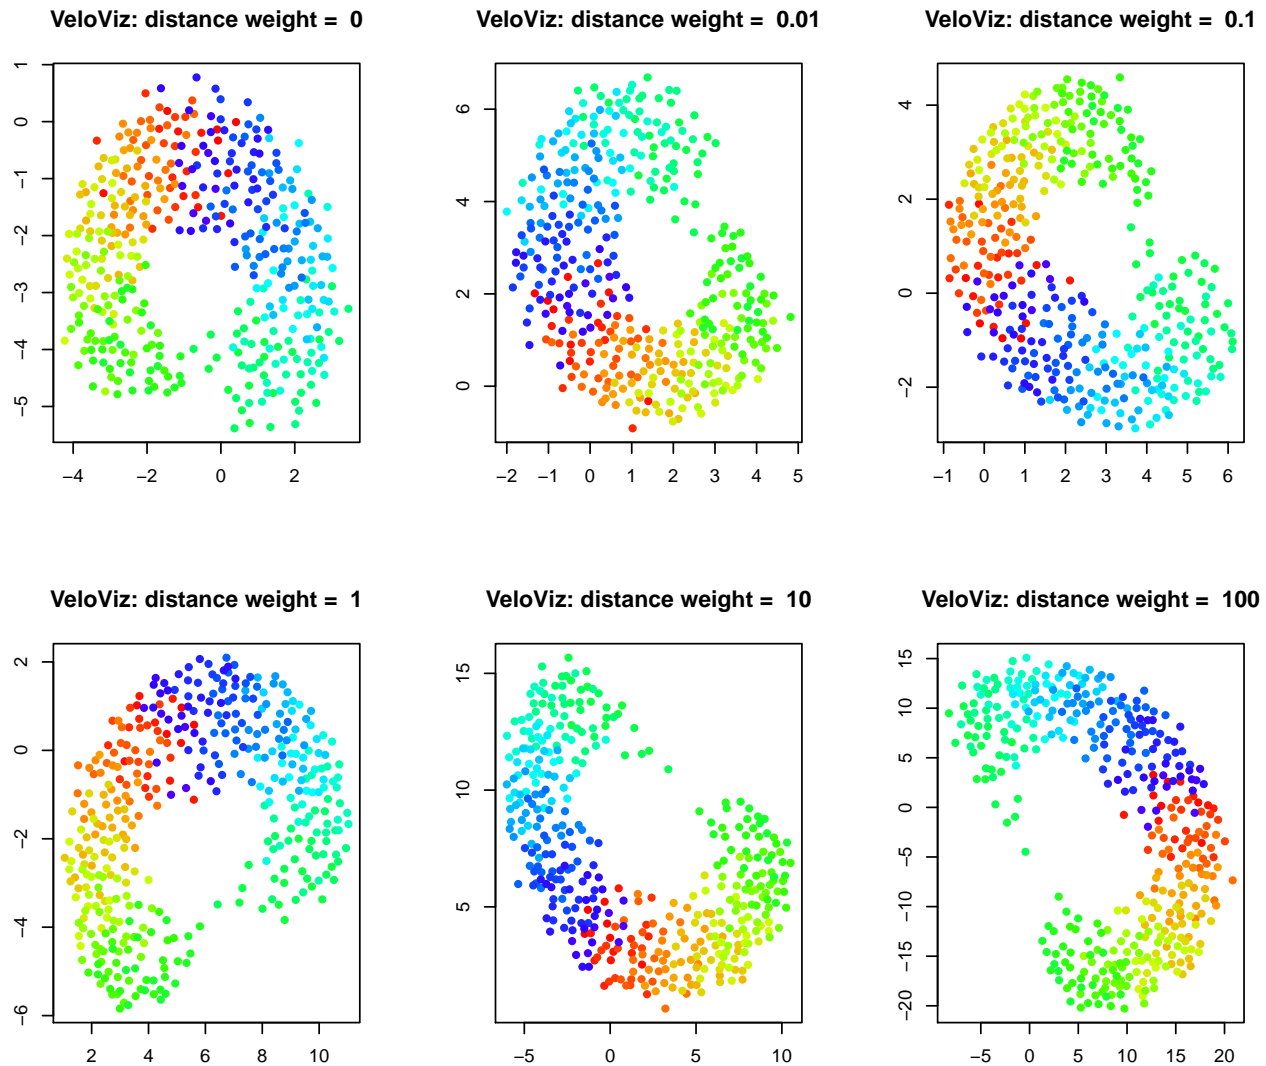 VeloViz: distance weight =  0
VeloViz: distance weight =  0.01
VeloViz: distance weight =  0.1
1
0
−1
−2
−3
−4
−5
−4 −2 0 2
6
4
2
0
−2 −1 0 1 2 3 4 5
4
2
0
−2
−1 0 1 2 3 4 5 6
VeloViz: distance weight =  1
VeloViz: distance weight =  10
VeloViz: distance weight =  100
2
0
−2
−4
−6
2 4 6 8 10
15
10
5
−5 0 5 10
15
10
5
0
−5
−10
−15
−20
−5 0 5 10 15 20